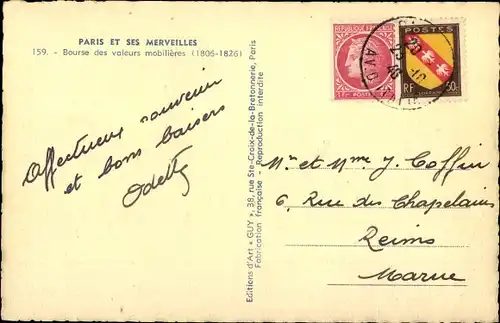 PARIS ET SES MERVEILLES
159. - Bourse des valeurs mobilières (1805-1826)
Affectueux souvenir
et bons baisers
Odette
Editions d'Art « GUY », 38, rue Ste-Croix-de-la-Bretonnerie, Paris
Fabrication française - Reproduction interdite
POSTES
RF
Mr et Mme J. Coffin
6, Rue des Chapelains
Reims
Marne